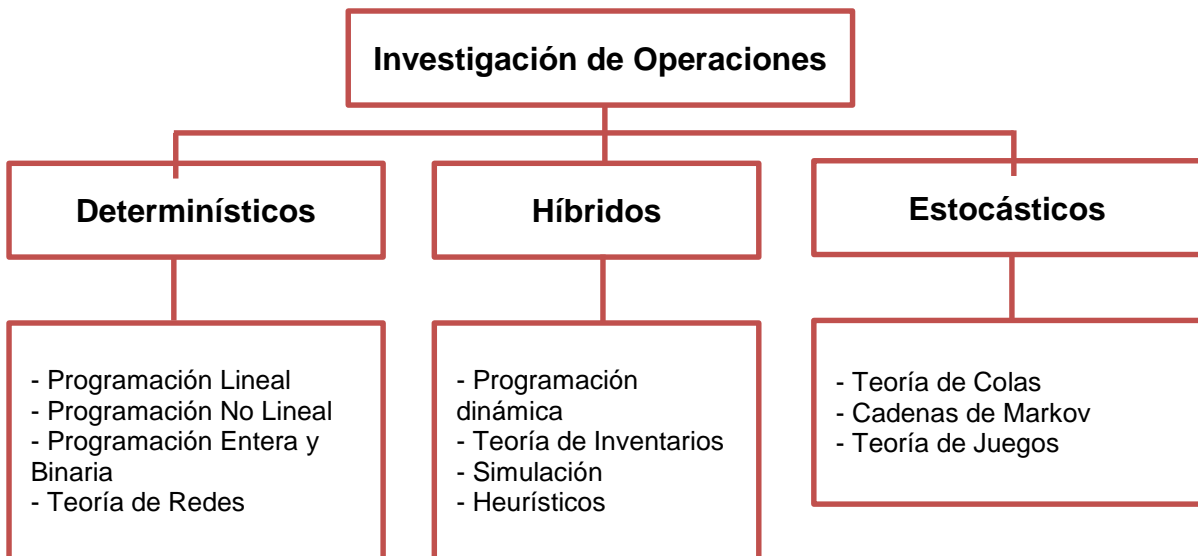 Investigación de Operaciones
Determinísticos
Híbridos
Estocásticos
- Programación Lineal
- Programación No Lineal
- Programación Entera y
Binaria
- Teoría de Redes
- Programación
dinámica
- Teoría de Inventarios
- Simulación
- Heurísticos
- Teoría de Colas
- Cadenas de Markov
- Teoría de Juegos